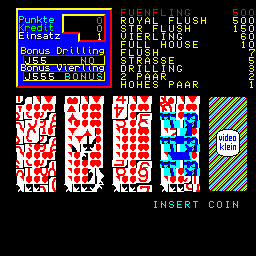 Punkte 0
Kredit 0
Einsatz 1
Bonus Drilling
J55 NO
Bonus Vierling
J555 BONUS
FUENFLING 500
ROYAL FLUSH 500
STR FLUSH 150
VIERLING 60
FULL HOUSE 10
FLUSH 7
STRASSE 5
DRILLING 3
2 PAAR 2
HOHES PAAR 1
video
klein
INSERT COIN